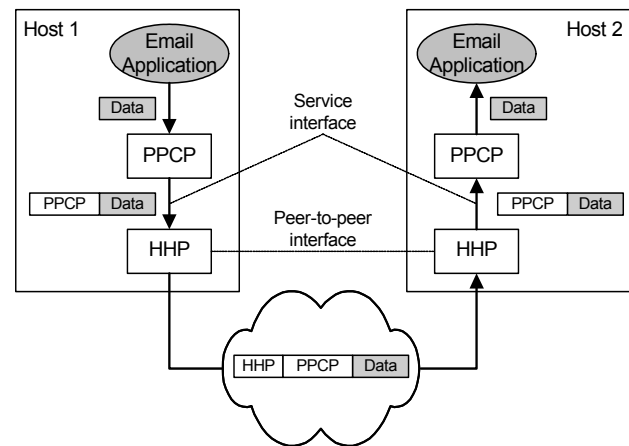 Host 1
Host 2
Email
Application
Email
Application
Data
Service
interface
Data
PPCP
PPCP
PPCP Data
PPCP Data
Peer-to-peer
interface
HHP
HHP
HHP PPCP Data